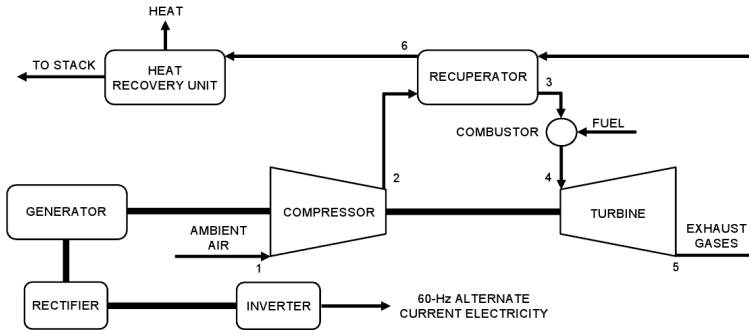 HEAT
6
TO STACK
HEAT
RECOVERY UNIT
RECUPERATOR
3
COMBUSTOR
FUEL
2
4
GENERATOR
COMPRESSOR
TURBINE
AMBIENT
AIR
1
EXHAUST
GASES
5
RECTIFIER
INVERTER
60-Hz ALTERNATE
CURRENT ELECTRICITY